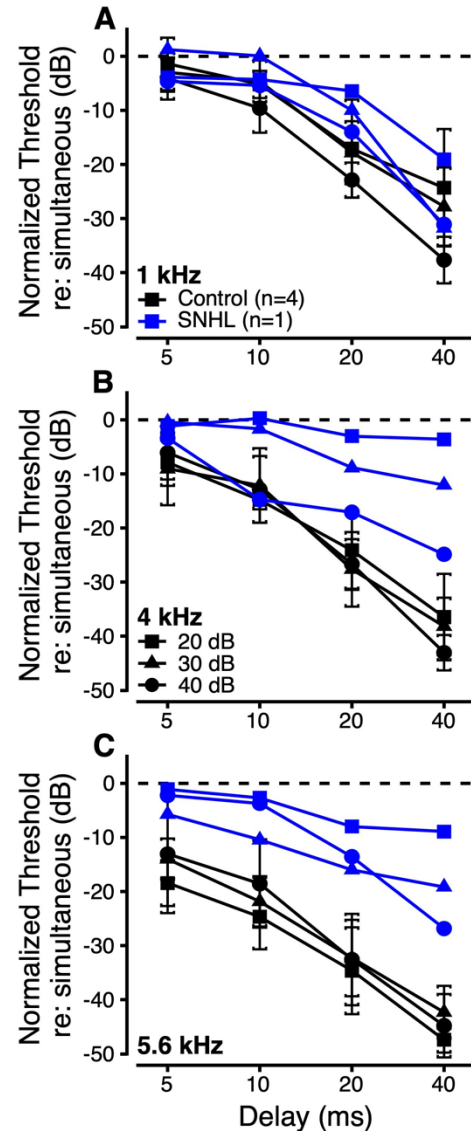 A
Normalized Threshold
re: simultaneous (dB)
0
-10
-20
-30
-40
-50
1 kHz
Control (n=4)
SNHL (n=1)
5
10
20
40
B
Normalized Threshold
re: simultaneous (dB)
0
-10
-20
-30
-40
-50
4 kHz
20 dB
30 dB
40 dB
5
10
20
40
C
Normalized Threshold
re: simultaneous (dB)
0
-10
-20
-30
-40
-50
5.6 kHz
5
10
20
40
Delay (ms)